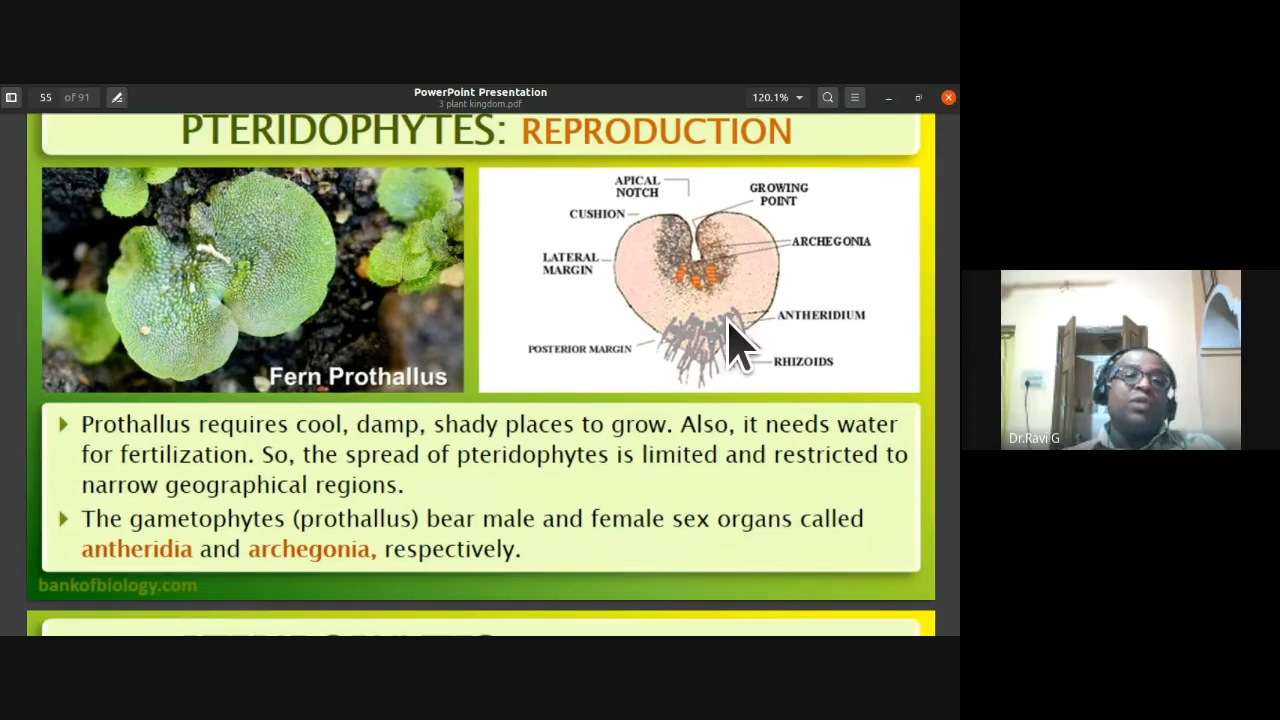 55 of 91
PowerPoint Presentation
3 plant kingdom.pdf
120.1%
PTERIDOPHYTES: REPRODUCTION
Fern Prothallus
APICAL
NOTCH
GROWING
POINT
CUSHION
ARCHEGONIA
LATERAL
MARGIN
ANTHERIDIUM
POSTERIOR MARGIN
RHIZOIDS
Prothallus requires cool, damp, shady places to grow. Also, it needs water
for fertilization. So, the spread of pteridophytes is limited and restricted to
narrow geographical regions.
The gametophytes (prothallus) bear male and female sex organs called
antheridia and archegonia, respectively.
bankofbiology.com
Dr.Ravi G